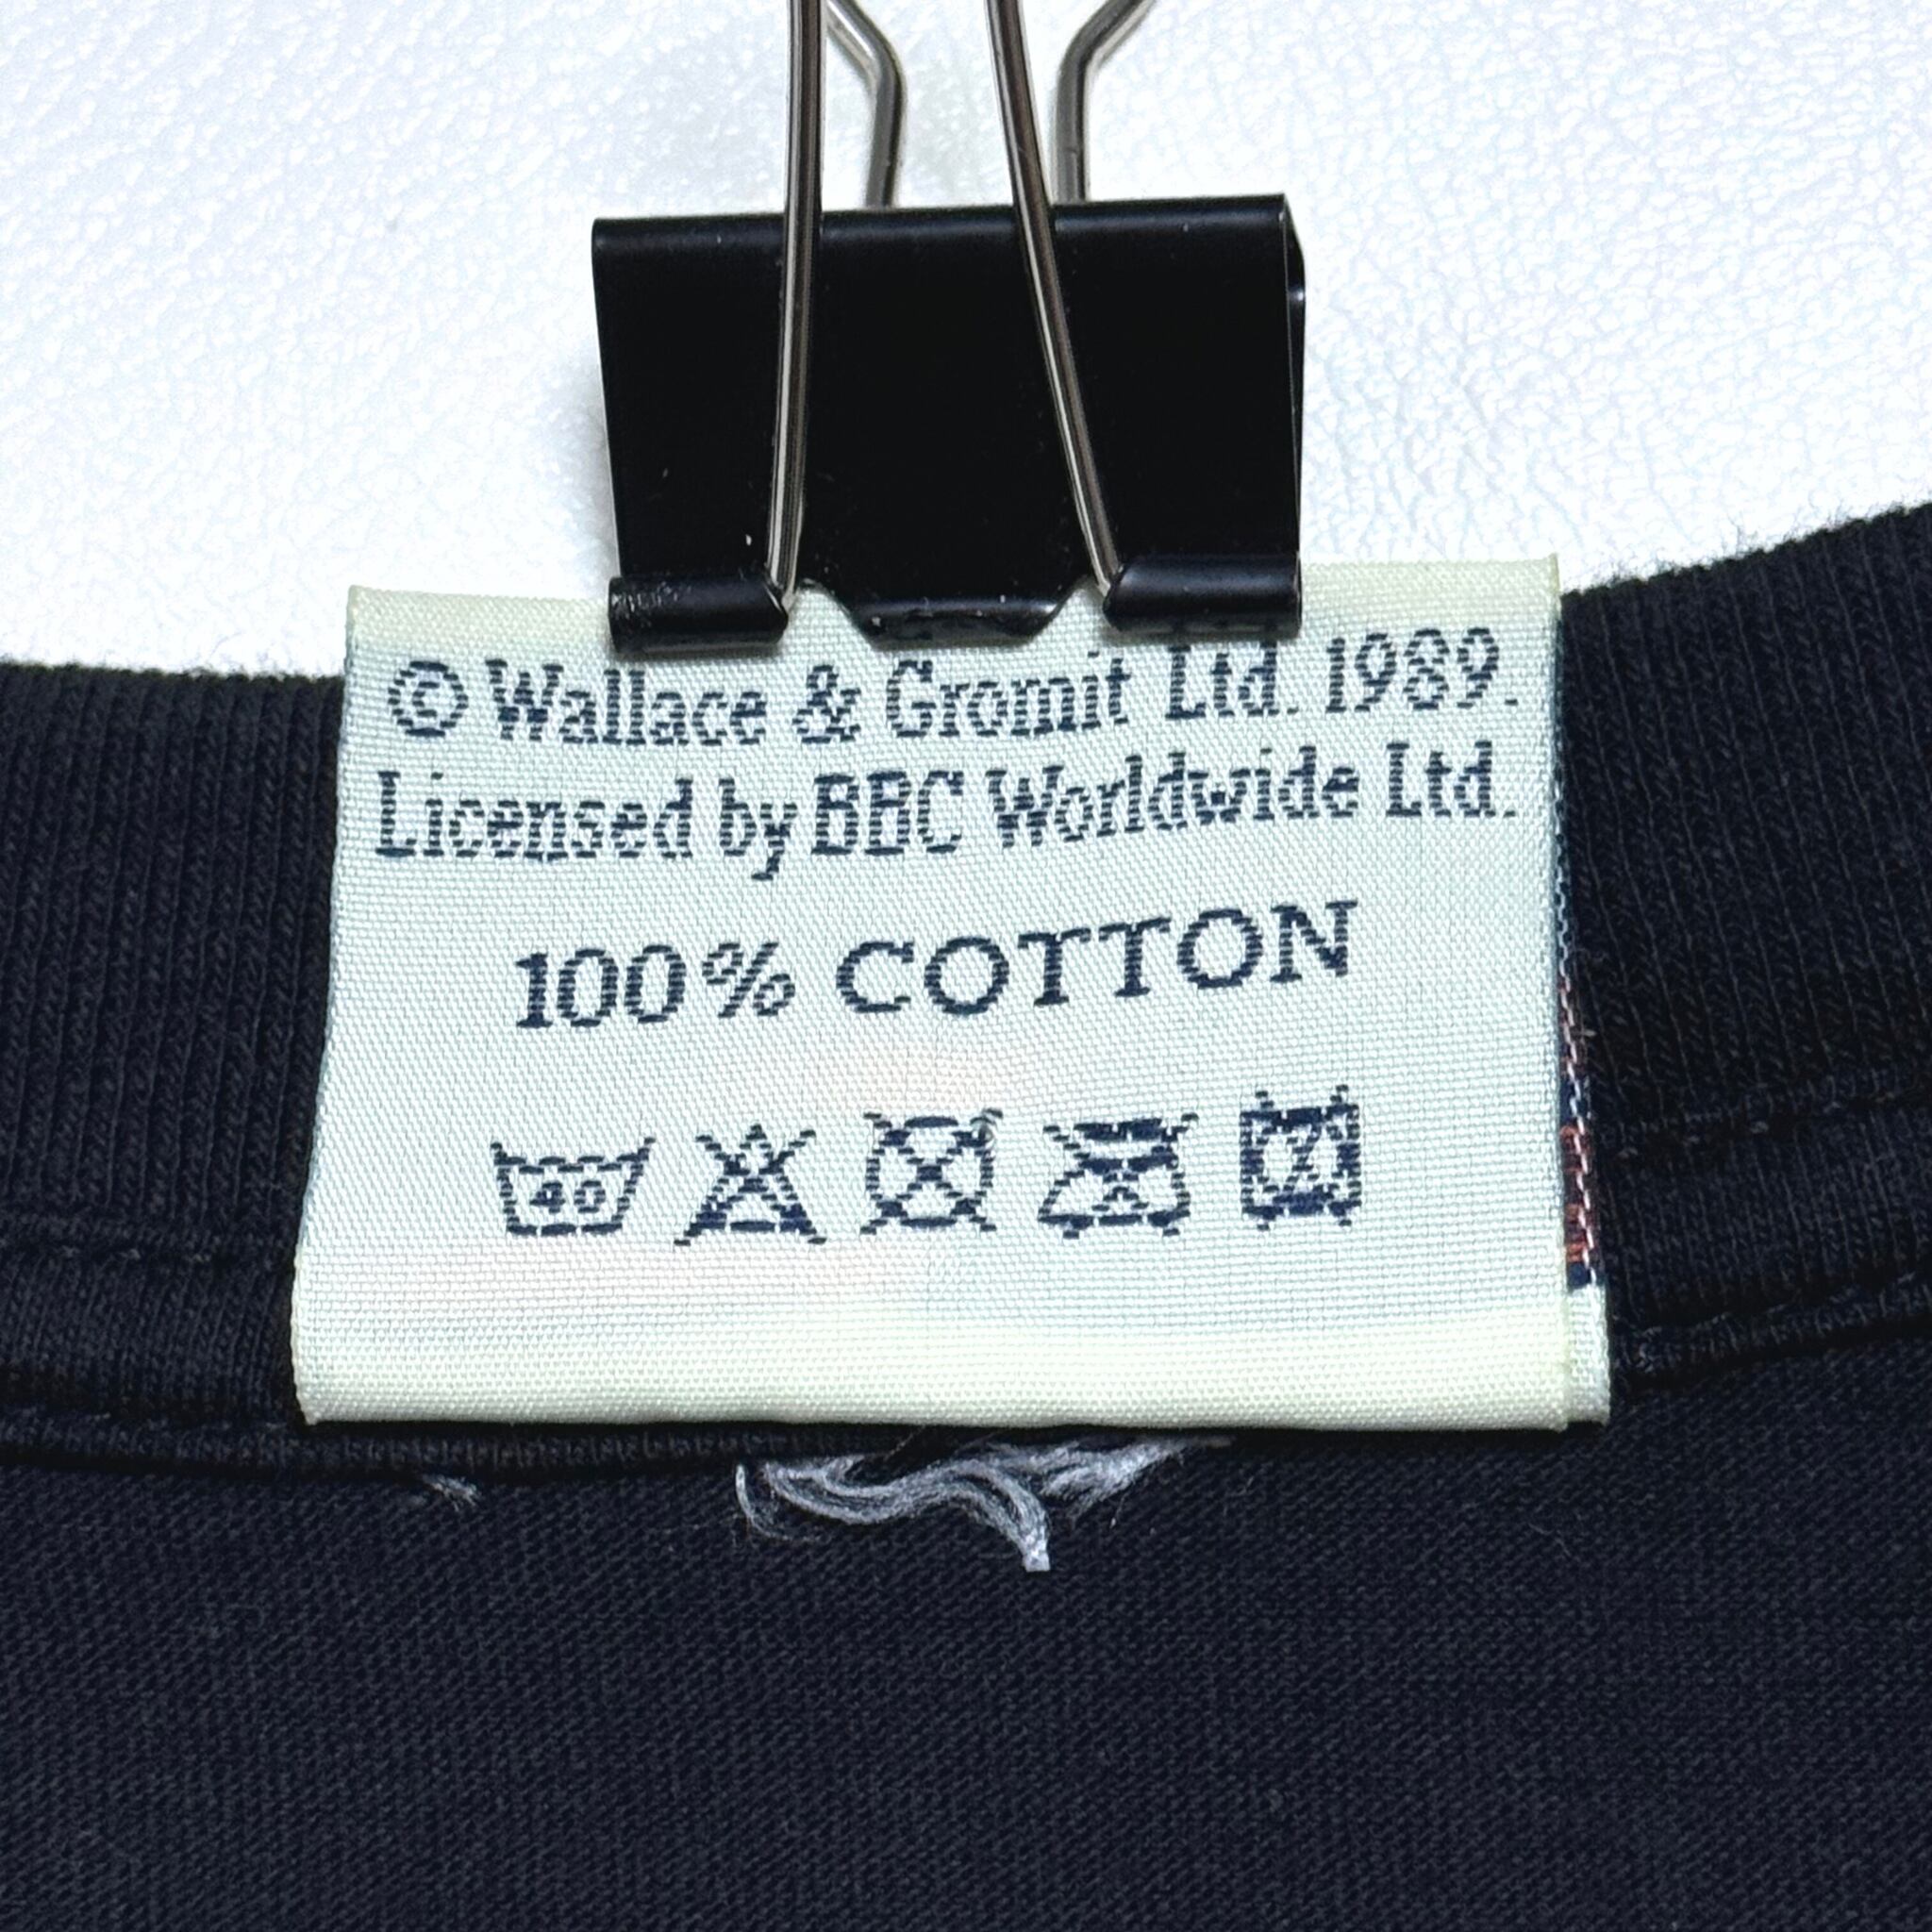 © Wallace & Gromit Ltd. 1989.
Licensed by BBC Worldwide Ltd.
100% COTTON
40